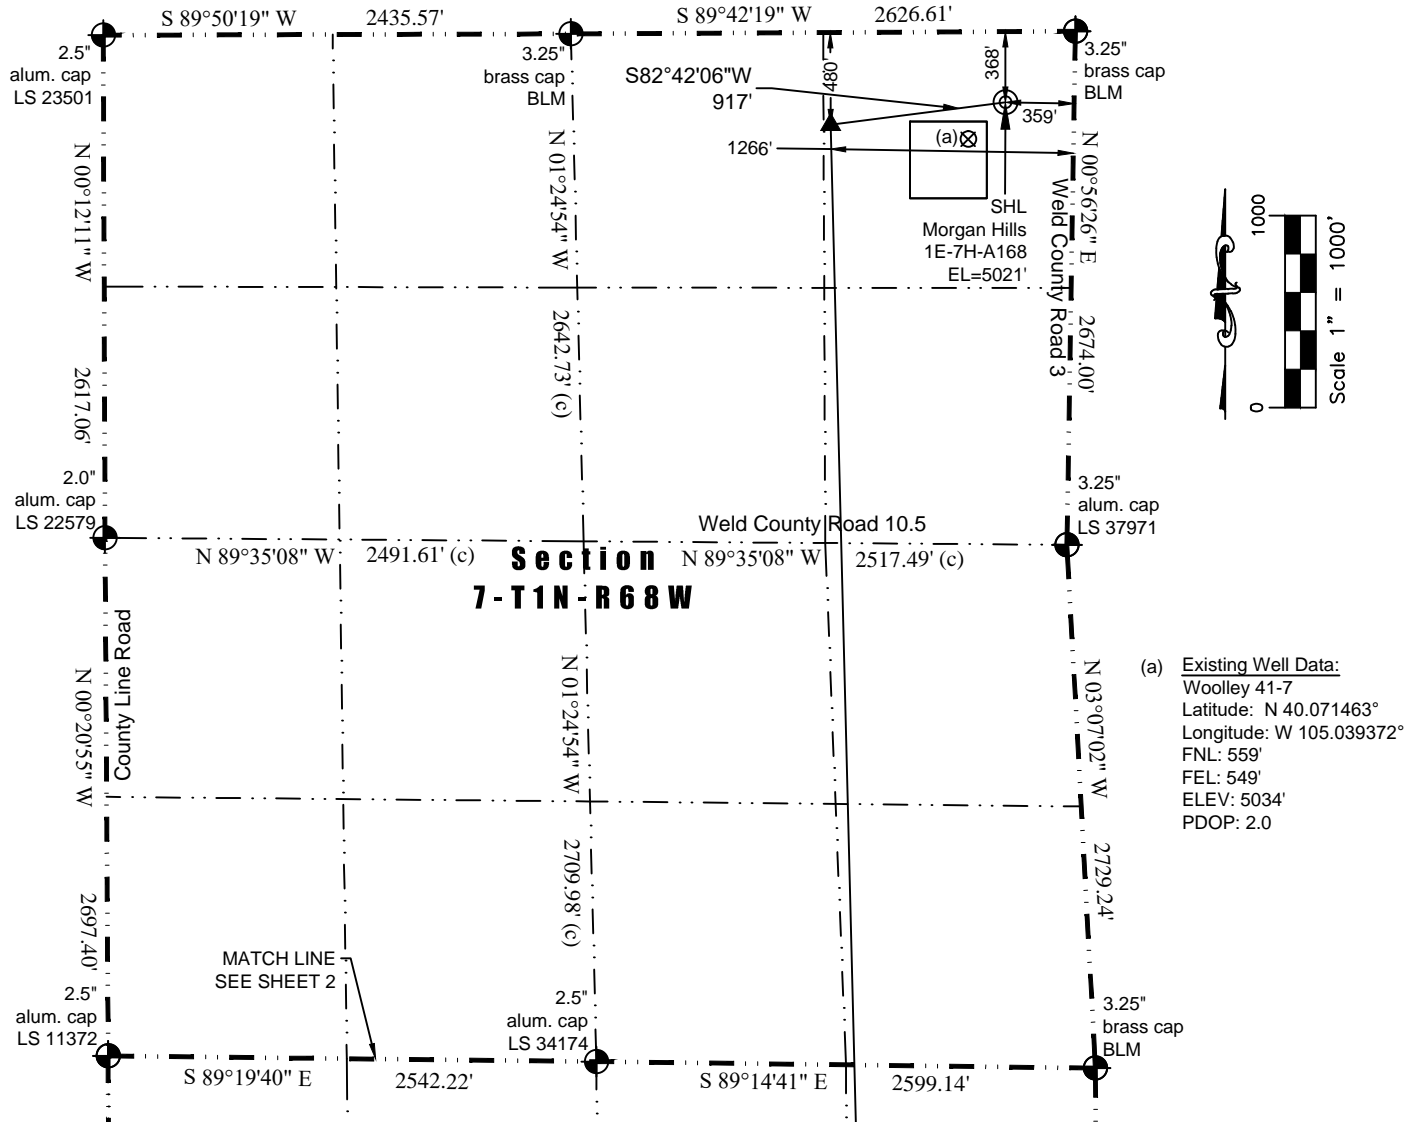 S 89°50'19" W 2435.57' S 89°42'19" W 2626.61'
2.5"
alum. cap
LS 23501
3.25"
brass cap
BLM
3.25"
brass cap
BLM
S82°42'06"W
917'
480'
368'
359'
(a)
1266'
SHL
Morgan Hills
1E-7H-A168
EL=5021'
N 00°12'11" W
2617.06'
N 01°24'54" W
2642.73' (c)
N 00°56'26" E
2674.00'
Weld County Road 3
1000
0
Scale 1" = 1000'
2.0"
alum. cap
LS 22579
3.25"
alum. cap
LS 37971
Weld County Road 10.5
N 89°35'08" W 2491.61' (c) N 89°35'08" W 2517.49' (c)
Section
7-T1N-R68W
County Line Road
N 00°20'55" W
2697.40'
N 01°24'54" W
2709.98' (c)
N 03°07'02" W
2729.24'
(a) Existing Well Data:
Woolley 41-7
Latitude: N 40.071463°
Longitude: W 105.039372°
FNL: 559'
FEL: 549'
ELEV: 5034'
PDOP: 2.0
MATCH LINE
SEE SHEET 2
2.5"
alum. cap
LS 11372
2.5"
alum. cap
LS 34174
3.25"
brass cap
BLM
S 89°19'40" E 2542.22' S 89°14'41" E 2599.14'